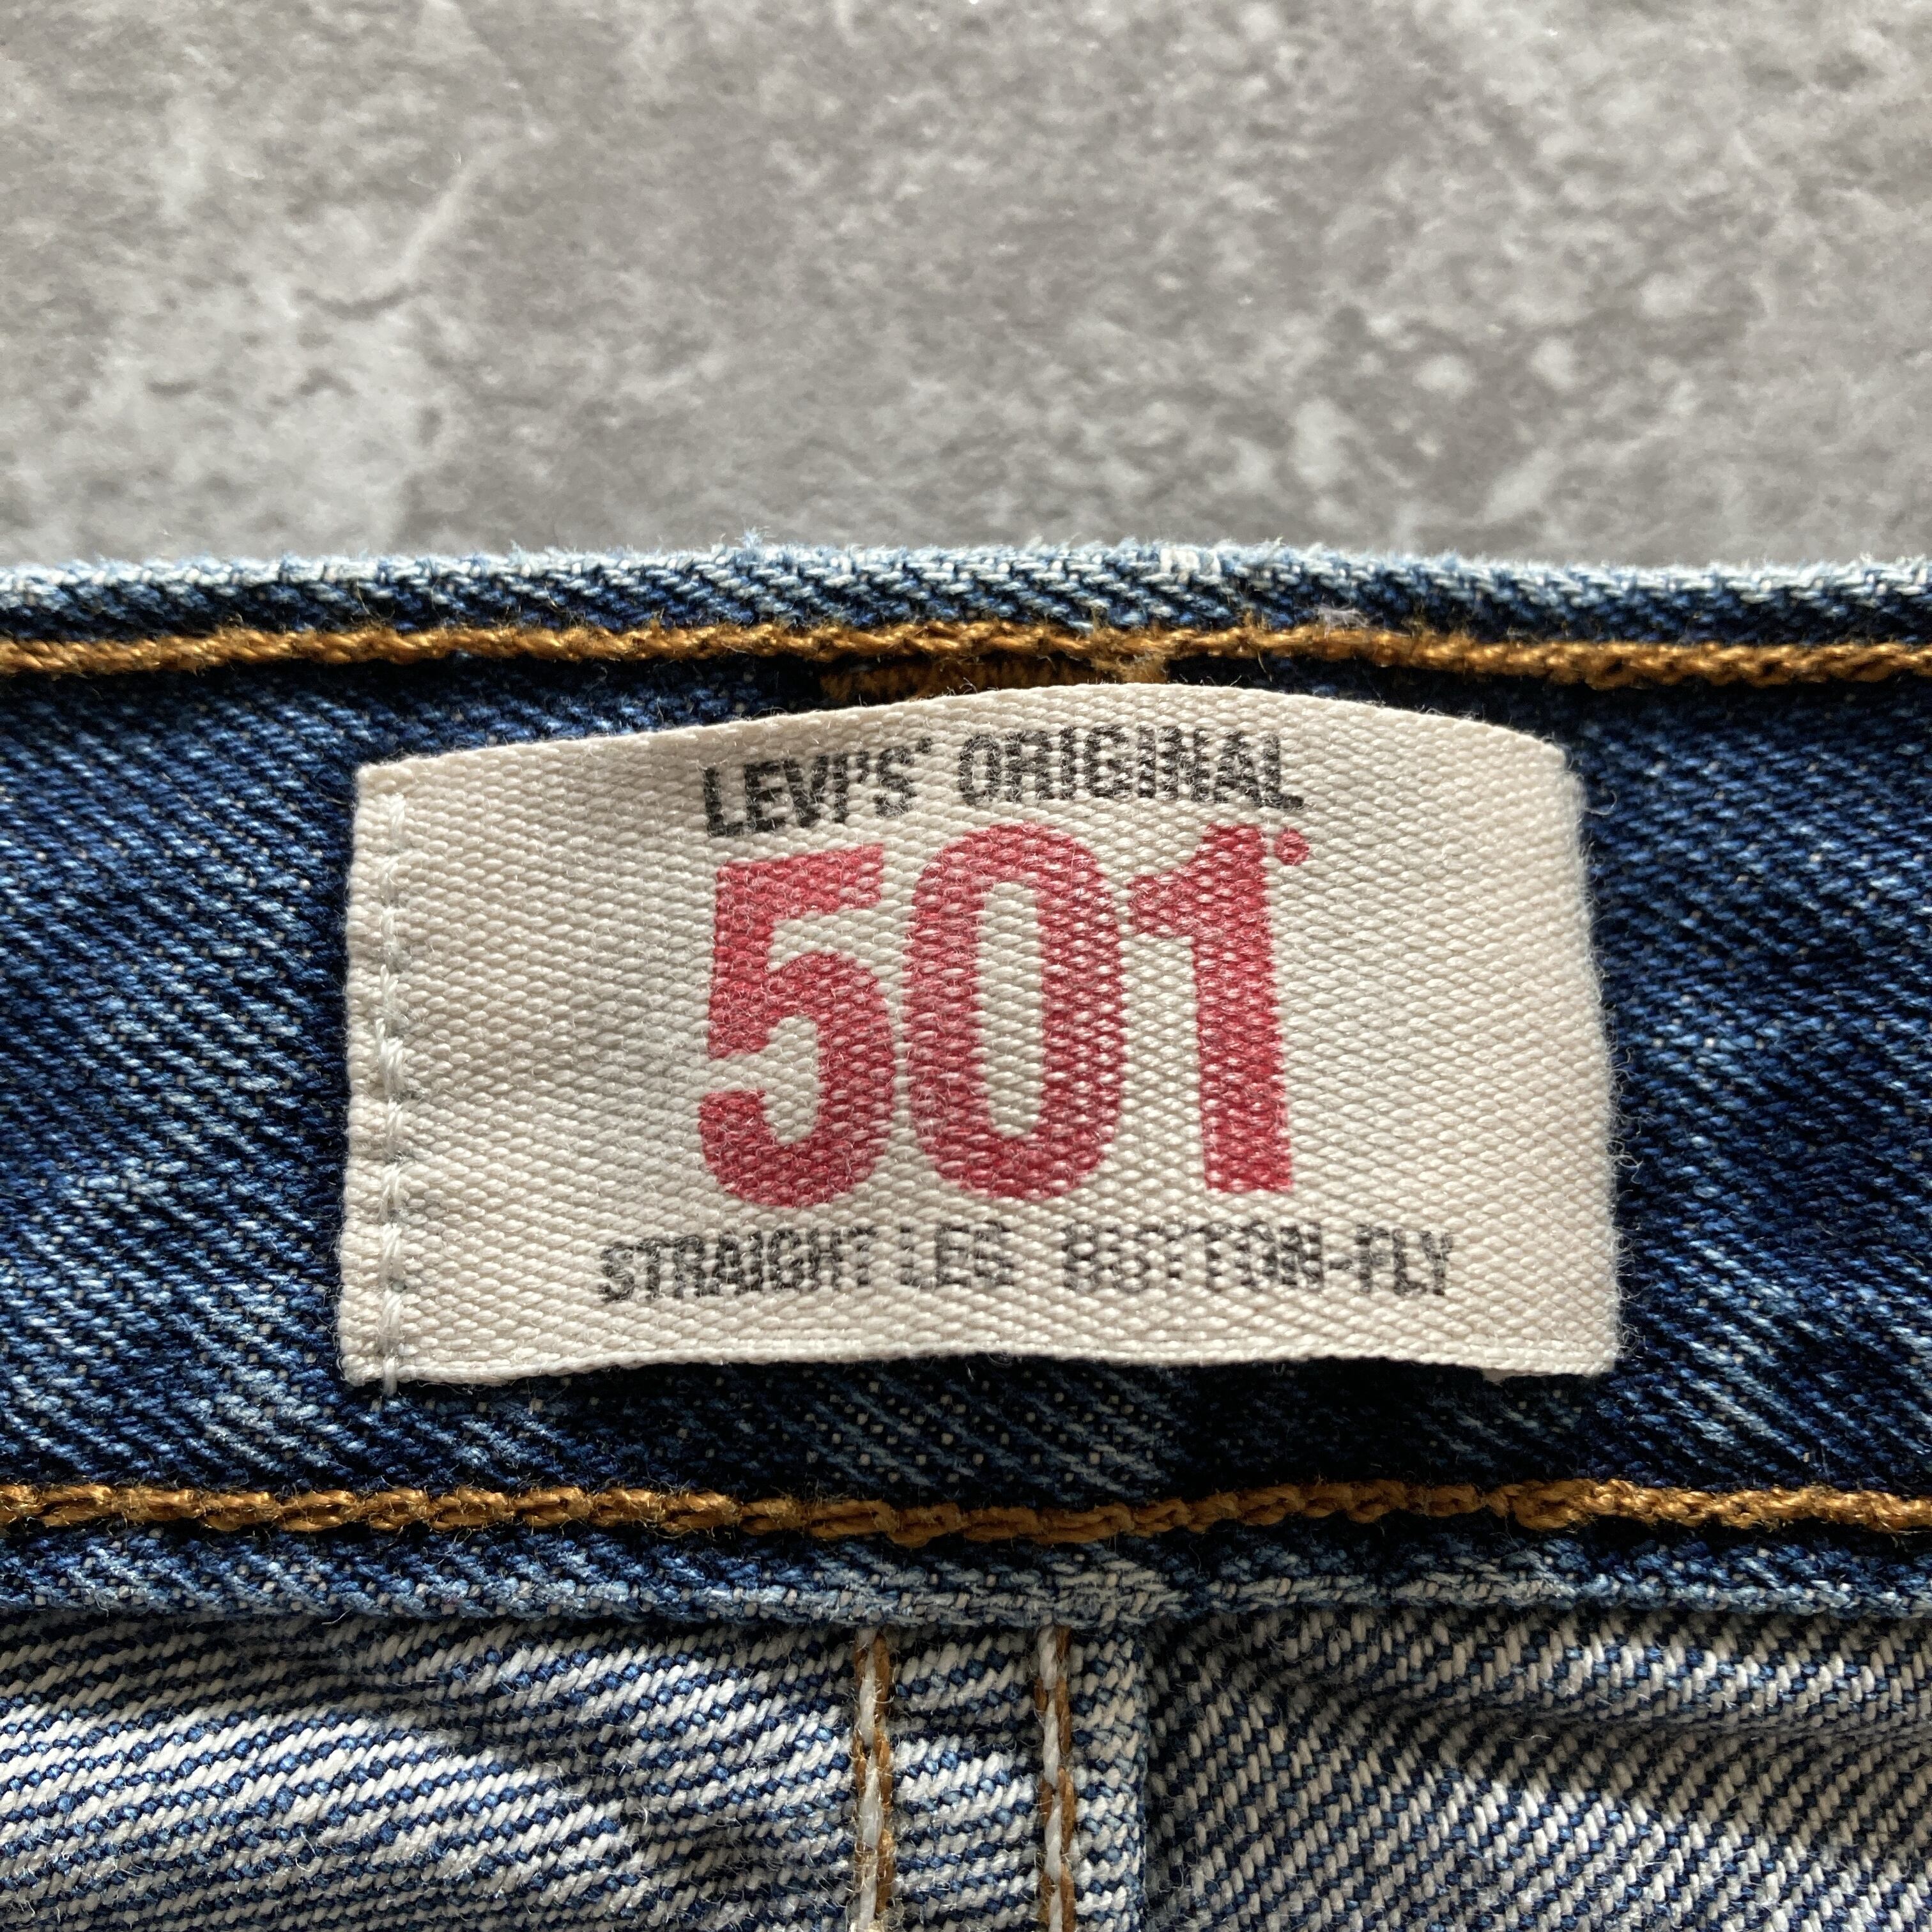 LEVI'S® ORIGINAL
501®
STRAIGHT LEG BUTTON-FLY